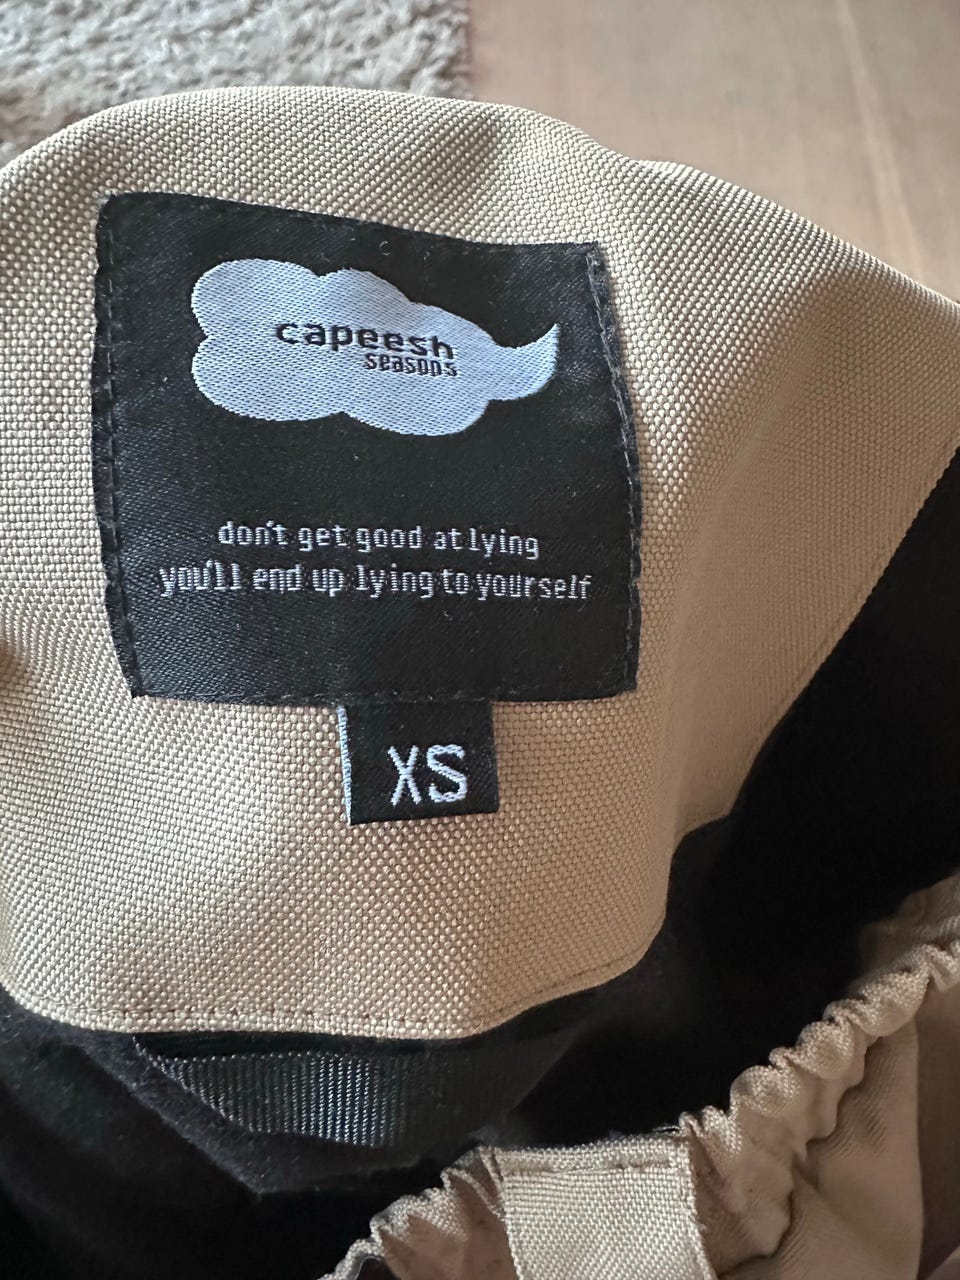 capeesh
seasons
don't get good at lying
you'll end up lying to yourself
XS